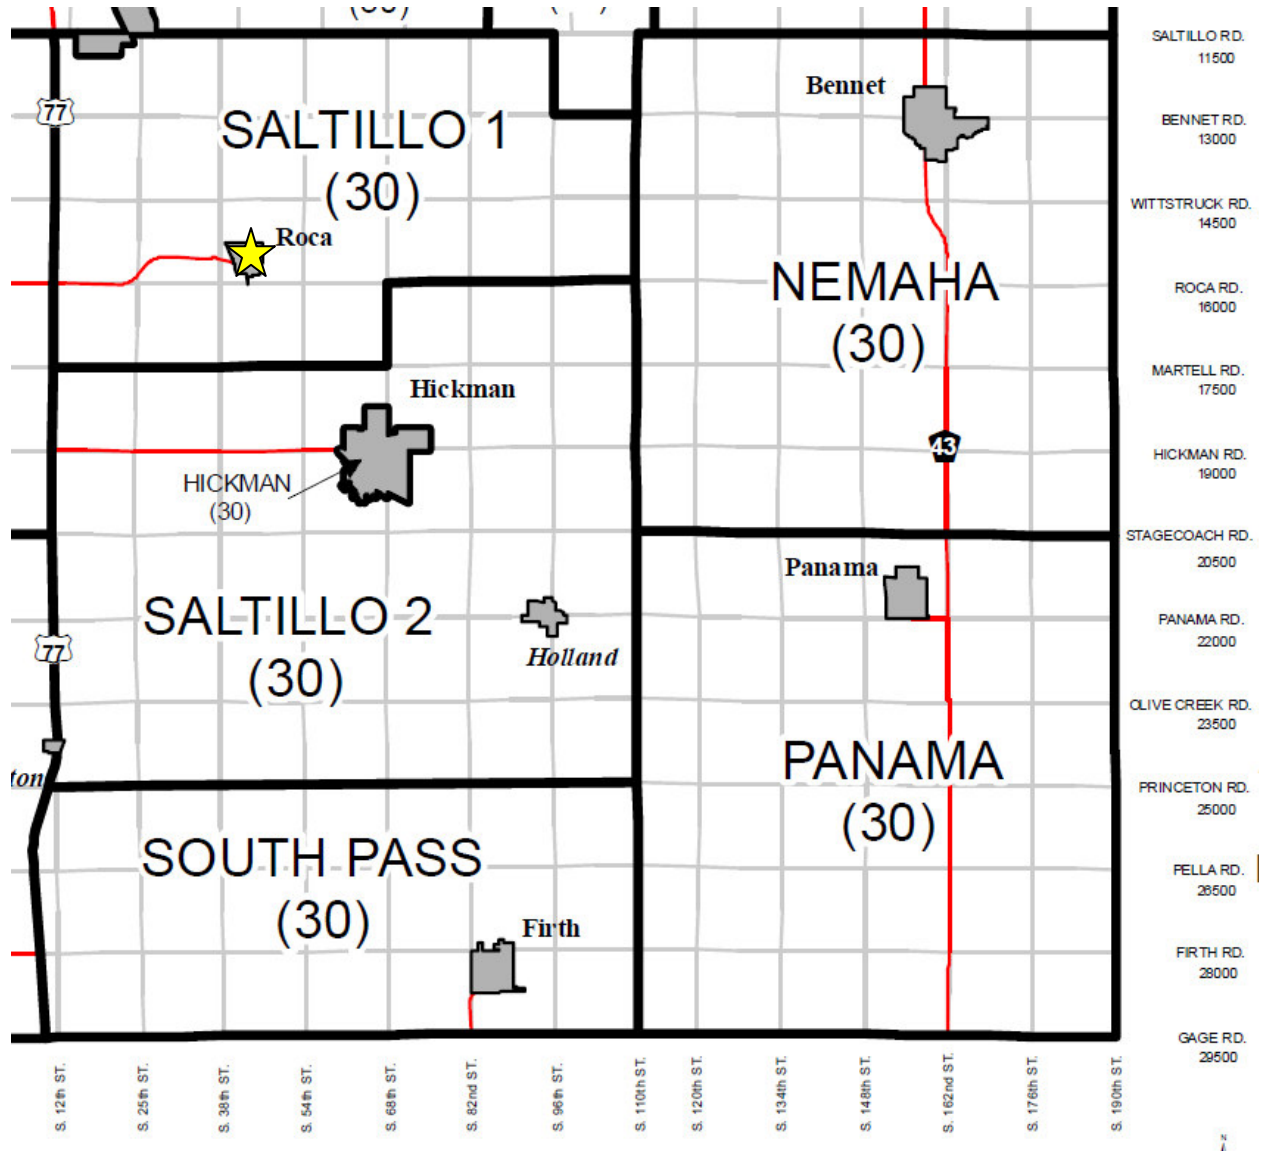 SALTILLO RD.
11500
Bennet
77
SALTILLO 1
(30)
BENNET RD.
13000
WITTSTRUCK RD.
14500
Roca
NEMAHA
(30)
ROCA RD.
16000
MARTELL RD.
17500
Hickman
43
HICKMAN RD.
19000
HICKMAN
(30)
STAGECOACH RD.
20500
Panama
SALTILLO 2
(30)
PANAMA RD.
22000
77
Holland
OLIVE CREEK RD.
23500
ton
PANAMA
(30)
PRINCETON RD.
25000
SOUTH PASS
(30)
PELLA RD.
26500
Firth
FIRTH RD.
28000
GAGE RD.
29500
S. 12th ST.
S. 25th ST.
S. 38th ST.
S. 54th ST.
S. 68th ST.
S. 82nd ST.
S. 96th ST.
S. 110th ST.
S. 120th ST.
S. 134th ST.
S. 148th ST.
S. 162nd ST.
S. 176th ST.
S. 190th ST.